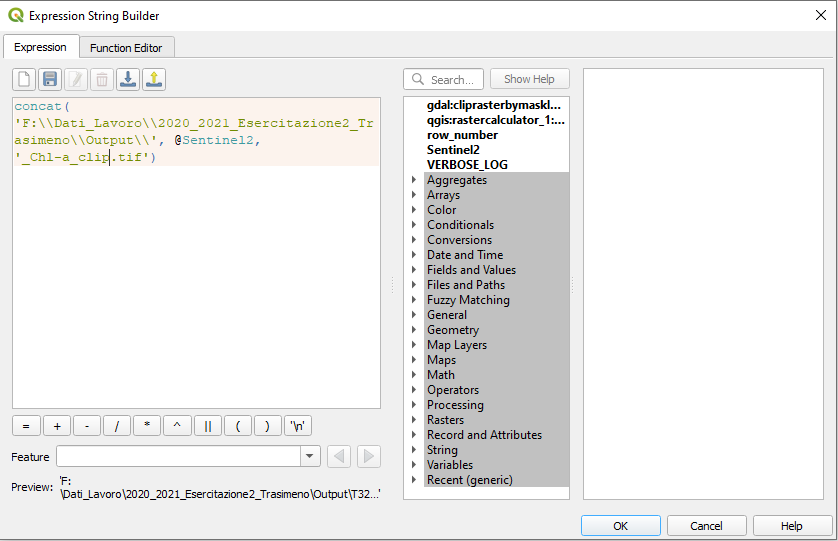 Expression String Builder
Expression
Function Editor
Search...
Show Help
concat(
'F:\\Dati_Lavoro\\2020_2021_Esercitazione2_Tr
asimeno\\Output\\', @Sentinel2,
'_Chl-a_clip.tif')
gdal:cliprasterbymaskl...
qgis:rastercalculator_1:...
row_number
Sentinel2
VERBOSE_LOG
Aggregates
Arrays
Color
Conditionals
Conversions
Date and Time
Fields and Values
Files and Paths
Fuzzy Matching
General
Geometry
Map Layers
Maps
Math
Operators
Processing
Rasters
Record and Attributes
String
Variables
Recent (generic)
= + - / * ^ || ( ) '\n'
Feature
Preview: 'F:
\Dati_Lavoro\2020_2021_Esercitazione2_Trasimeno\Output\T32...'
OK
Cancel
Help